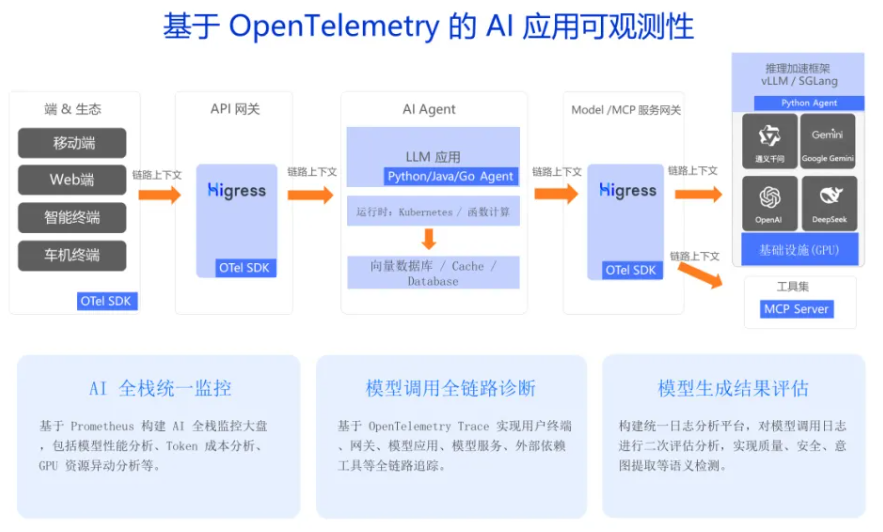 基于 OpenTelemetry 的 AI 应用可观测性
端 & 生态
移动端
Web端
智能终端
车机终端
OTel SDK
链路上下文
API 网关
Higress
OTel SDK
链路上下文
AI Agent
LLM 应用
Python/Java/Go Agent
运行时: Kubernetes / 函数计算
向量数据库 / Cache /
Database
链路上下文
Model /MCP 服务网关
Higress
OTel SDK
链路上下文
链路上下文
推理加速框架
vLLM / SGLang
Python Agent
通义千问
Gemini
Google Gemini
OpenAI
DeepSeek
基础设施(GPU)
工具集
MCP Server
AI 全栈统一监控
基于 Prometheus 构建 AI 全栈监控大盘
，包括模型性能分析、Token 成本分析、
GPU 资源异动分析等。
模型调用全链路诊断
基于 OpenTelemetry Trace 实现用户终端
、网关、模型应用、模型服务、外部依赖
工具等全链路追踪。
模型生成结果评估
构建统一日志分析平台，对模型调用日志
进行二次评估分析，实现质量、安全、意
图提取等语义检测。